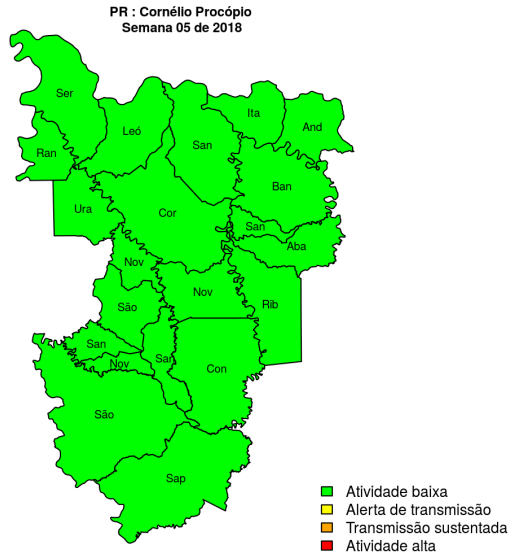 PR : Cornélio Procópio
Semana 05 de 2018
Ser
Leó
Ita
And
San
Ran
Ban
Ura
Cor
San
Aba
Nov
Nov
São
Rib
San
San
Nov
Con
São
Sap
Atividade baixa
Alerta de transmissão
Transmissão sustentada
Atividade alta